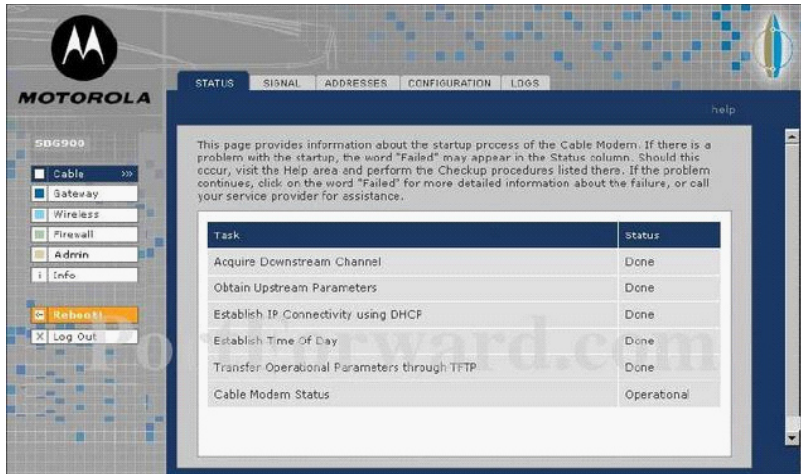 MOTOROLA
STATUS SIGNAL ADDRESSES CONFIGURATION LOGS
help
SBG900
Cable >>>
Gateway
Wireless
Firewall
Admin
i Info
Reboot!
X Log Out
This page provides information about the startup process of the Cable Modem. If there is a
problem with the startup, the word "Failed" may appear in the Status column. Should this
occur, visit the Help area and perform the Checkup procedures listed there. If the problem
continues, click on the word "Failed" for more detailed information about the failure, or call
your service provider for assistance.
Task Status
Acquire Downstream Channel Done
Obtain Upstream Parameters Done
Establish IP Connectivity using DHCP Done
Establish Time Of Day Done
Transfer Operational Parameters through TFTP Done
Cable Modem Status Operational
PortForward.com